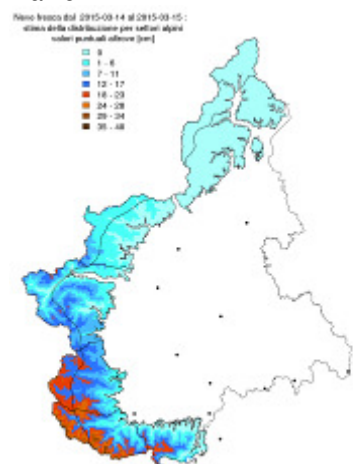 Neve fresca dal 2015-03-14 al 2015-03-15 :
stima della distribuzione per settori alpini
valori puntuali altrove [cm]
0
1 - 6
7 - 11
12 - 17
18 - 23
24 - 28
29 - 34
35 - 40